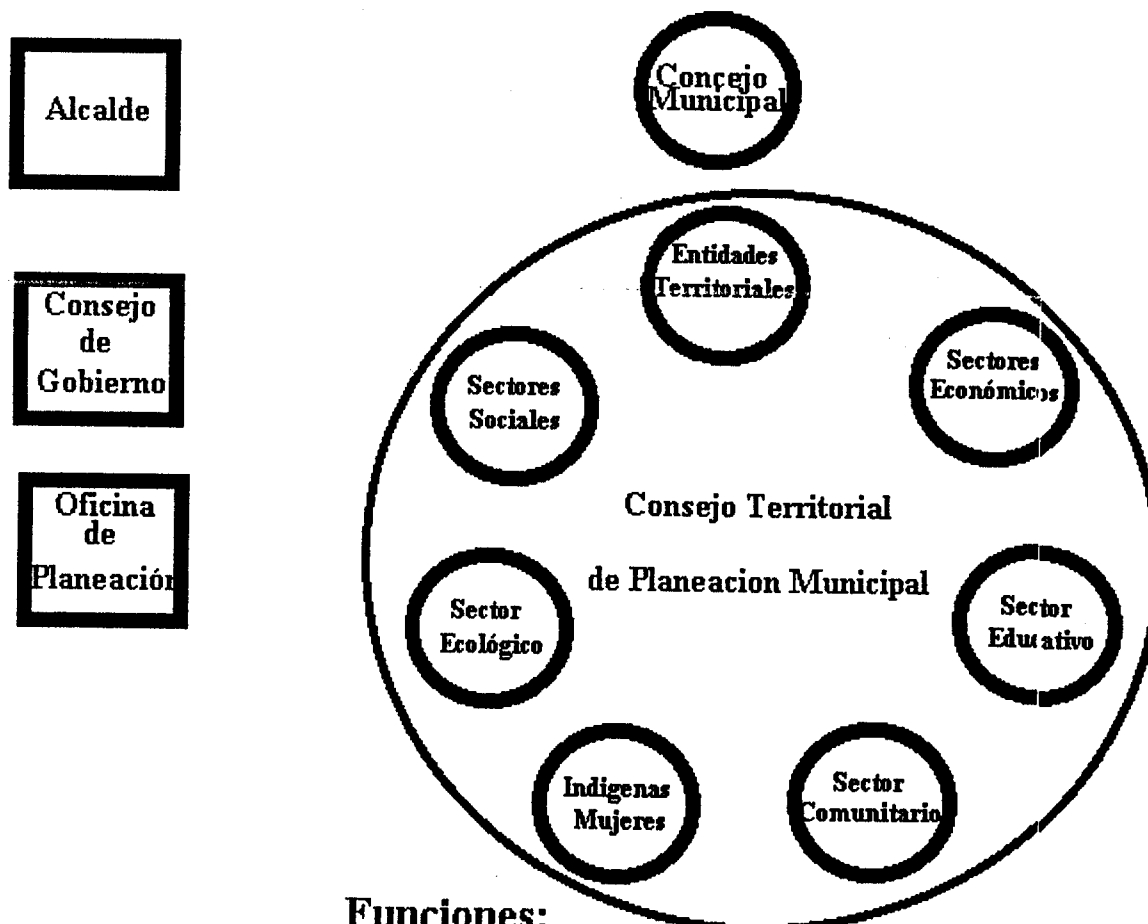 Alcalde
Consejo
de
Gobierno
Oficina
de
Planeación
Concejo
Municipal
Entidades
Territoriales
Sectores
Sociales
Sectores
Económicos
Consejo Territorial
de Planeacion Municipal
Sector
Ecológico
Sector
Educativo
Indigenas
Mujeres
Sector
Comunitario
Funciones: